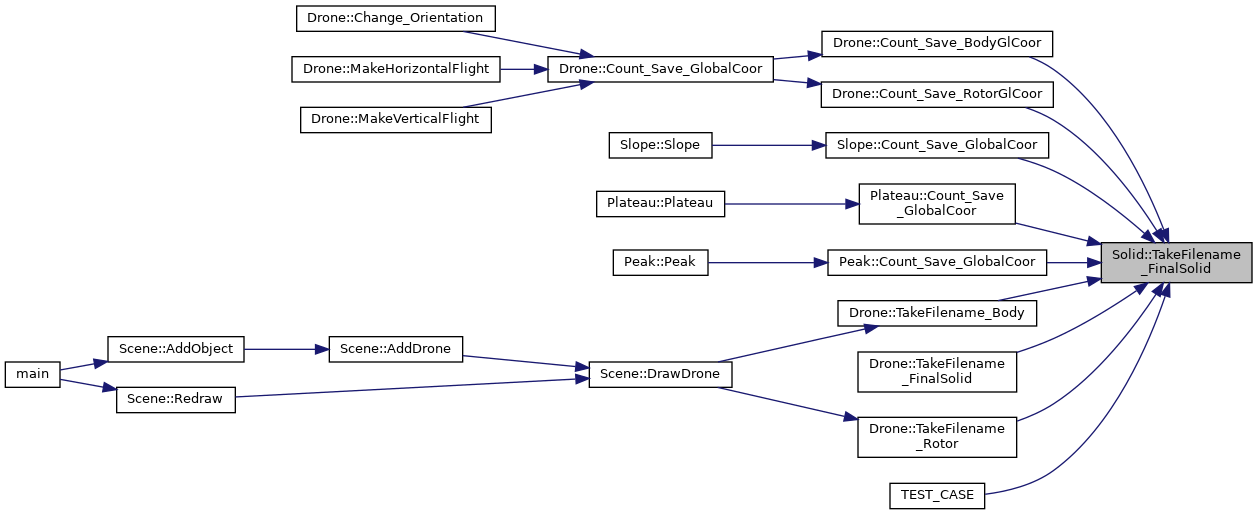 Drone::Change_Orientation
Drone::MakeHorizontalFlight
Drone::MakeVerticalFlight
Drone::Count_Save_GlobalCoor
Drone::Count_Save_BodyGlCoor
Drone::Count_Save_RotorGlCoor
Slope::Slope
Slope::Count_Save_GlobalCoor
Plateau::Plateau
Plateau::Count_Save
_GlobalCoor
Peak::Peak
Peak::Count_Save_GlobalCoor
Solid::TakeFilename
_FinalSolid
Drone::TakeFilename_Body
main
Scene::AddObject
Scene::Redraw
Scene::AddDrone
Scene::DrawDrone
Drone::TakeFilename
_FinalSolid
Drone::TakeFilename
_Rotor
TEST_CASE